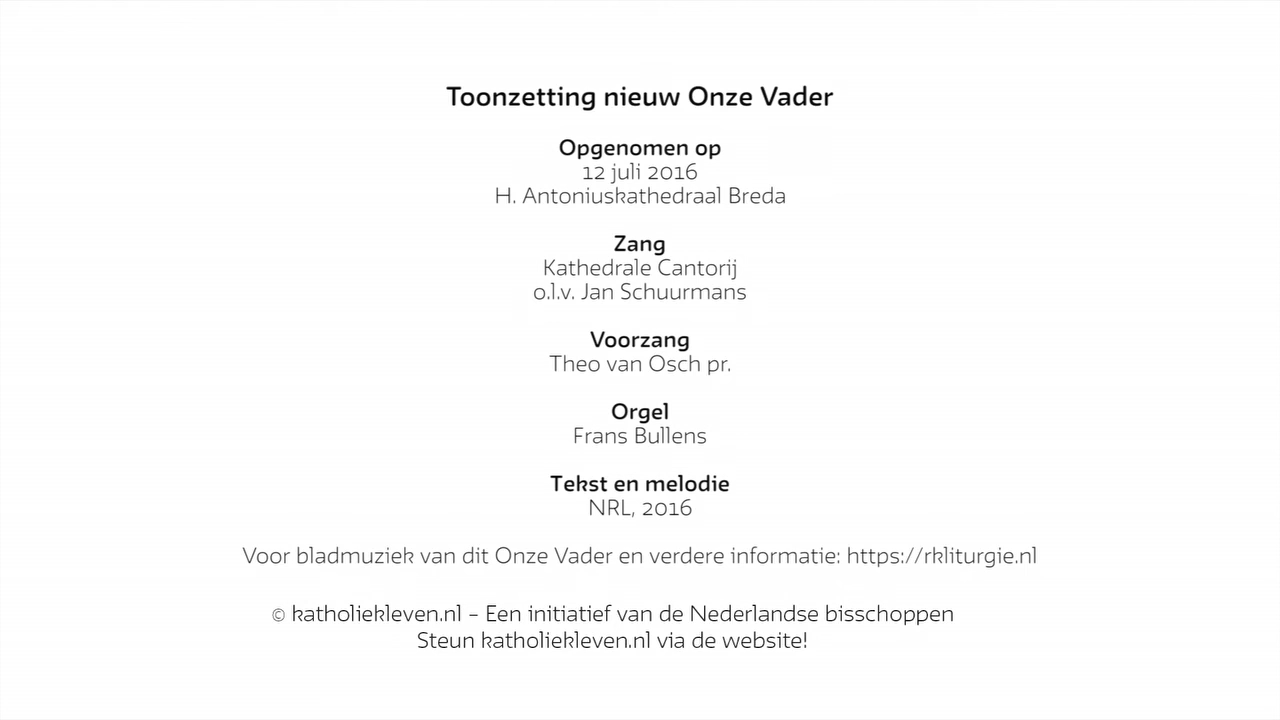 Toonzetting nieuw Onze Vader
Opgenomen op
12 juli 2016
H. Antoniuskathedraal Breda
Zang
Kathedrale Cantorij
o.l.v. Jan Schuurmans
Voorzang
Theo van Osch pr.
Orgel
Frans Bullens
Tekst en melodie
NRL, 2016
Voor bladmuziek van dit Onze Vader en verdere informatie: https://rkliturgie.nl
© katholiekleven.nl - Een initiatief van de Nederlandse bisschoppen
Steun katholiekleven.nl via de website!